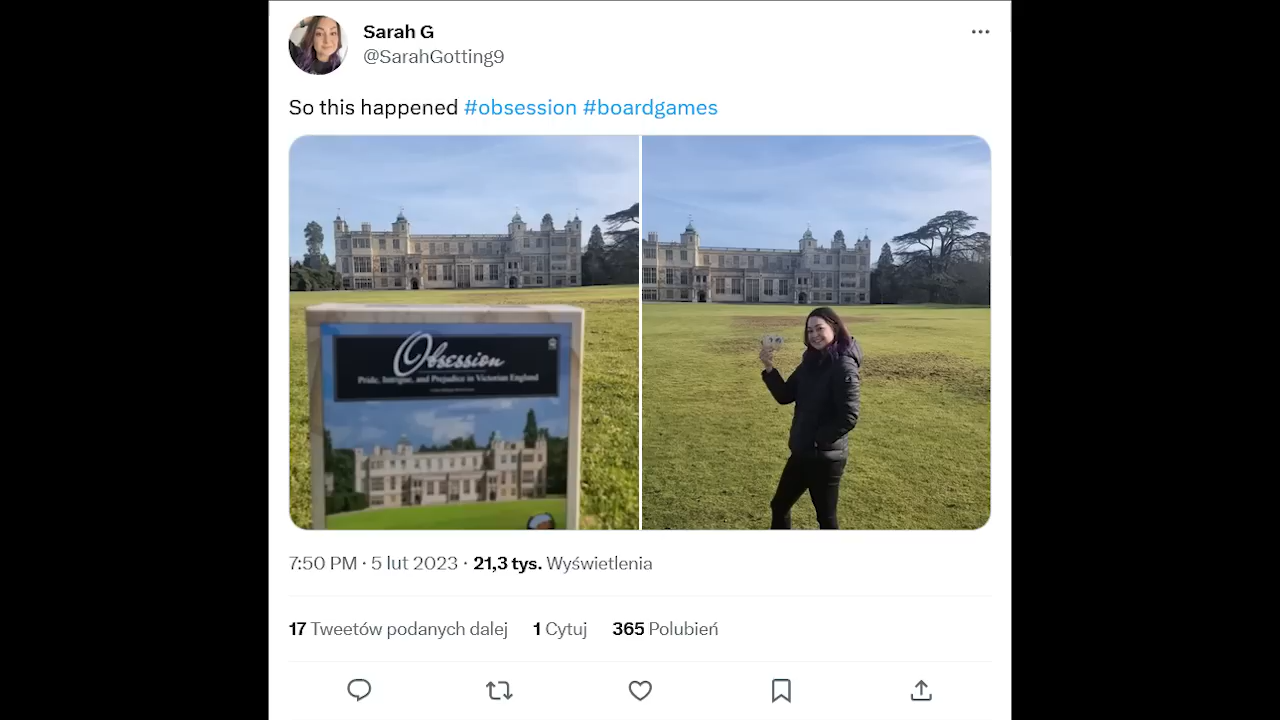 Sarah G
@SarahGotting9
So this happened #obsession #boardgames
Obsession
Pride, Intrigue, and Prejudice in Victorian England
7:50 PM · 5 lut 2023 · 21,3 tys. Wyświetlenia
17 Tweetów podanych dalej 1 Cytuj 365 Polubień